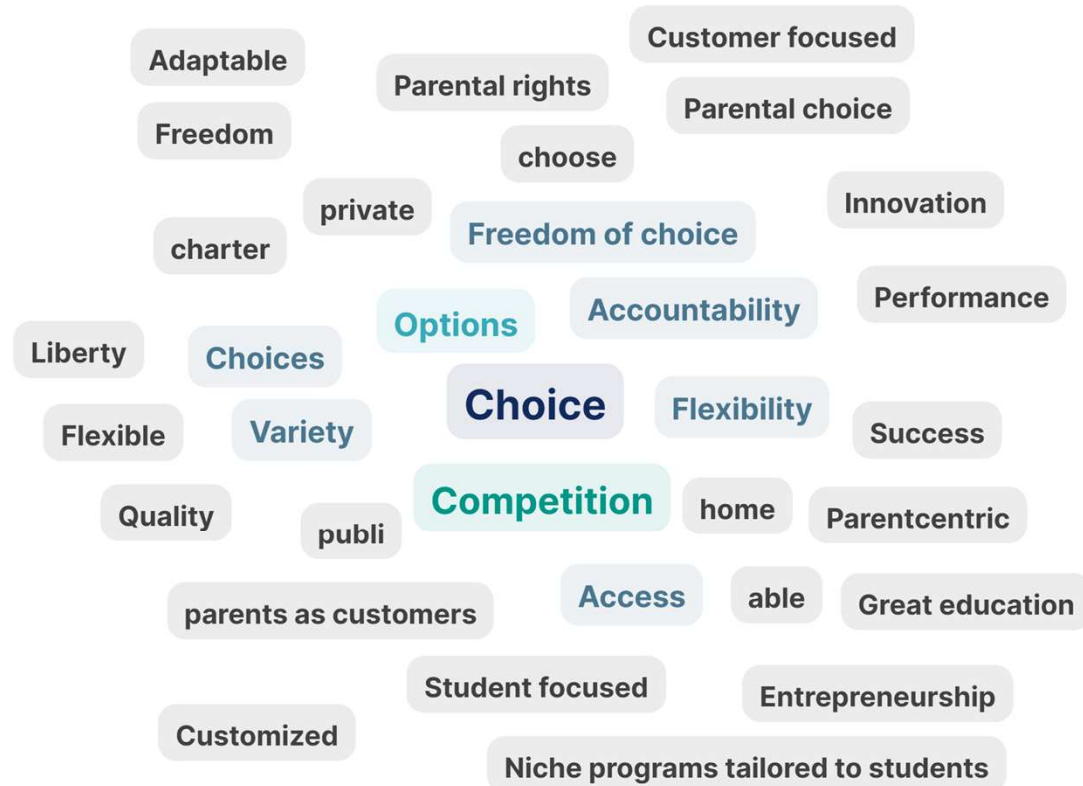 Customer focused
Adaptable
Parental rights
Parental choice
Freedom
choose
Innovation
private
Freedom of choice
charter
Performance
Accountability
Options
Liberty
Choices
Choice
Flexibility
Variety
Success
Flexible
Competition
home
Quality
Parentcentric
publi
Access
able
Great education
parents as customers
Student focused
Entrepreneurship
Customized
Niche programs tailored to students